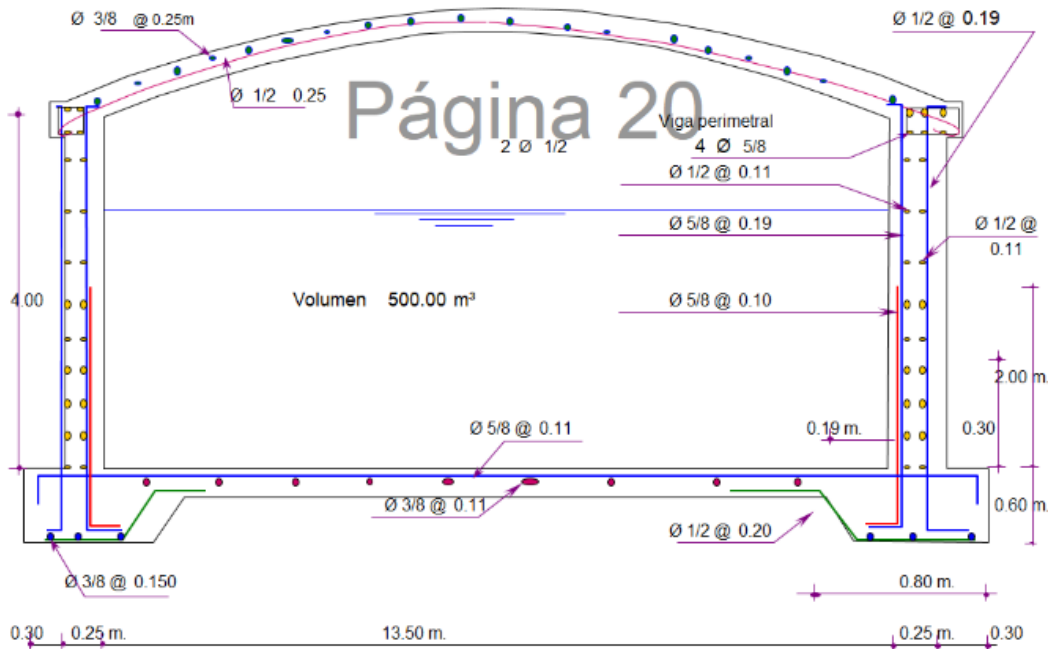 Ø 3/8 @ 0.25m
Ø 1/2 @ 0.19
Ø 1/2 0.25
Página 20
Viga perimetral
2 Ø 1/2
4 Ø 5/8
Ø 1/2 @ 0.11
Ø 5/8 @ 0.19
Ø 1/2 @
0.11
4.00
Volumen 500.00 m³
Ø 5/8 @ 0.10
2.00 m.
Ø 5/8 @ 0.11
0.19 m.
0.30
Ø 3/8 @ 0.11
0.60 m.
Ø 1/2 @ 0.20
Ø 3/8 @ 0.150
0.80 m.
0.30 0.25 m. 13.50 m. 0.25 m. 0.30